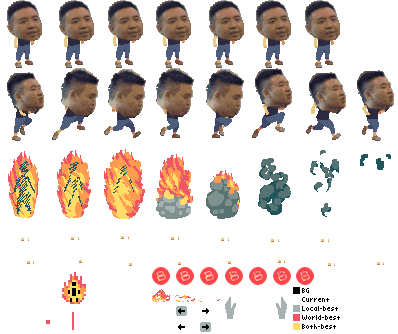 B B B B B B B
BG
Current
Local-best
World-best
Both-best